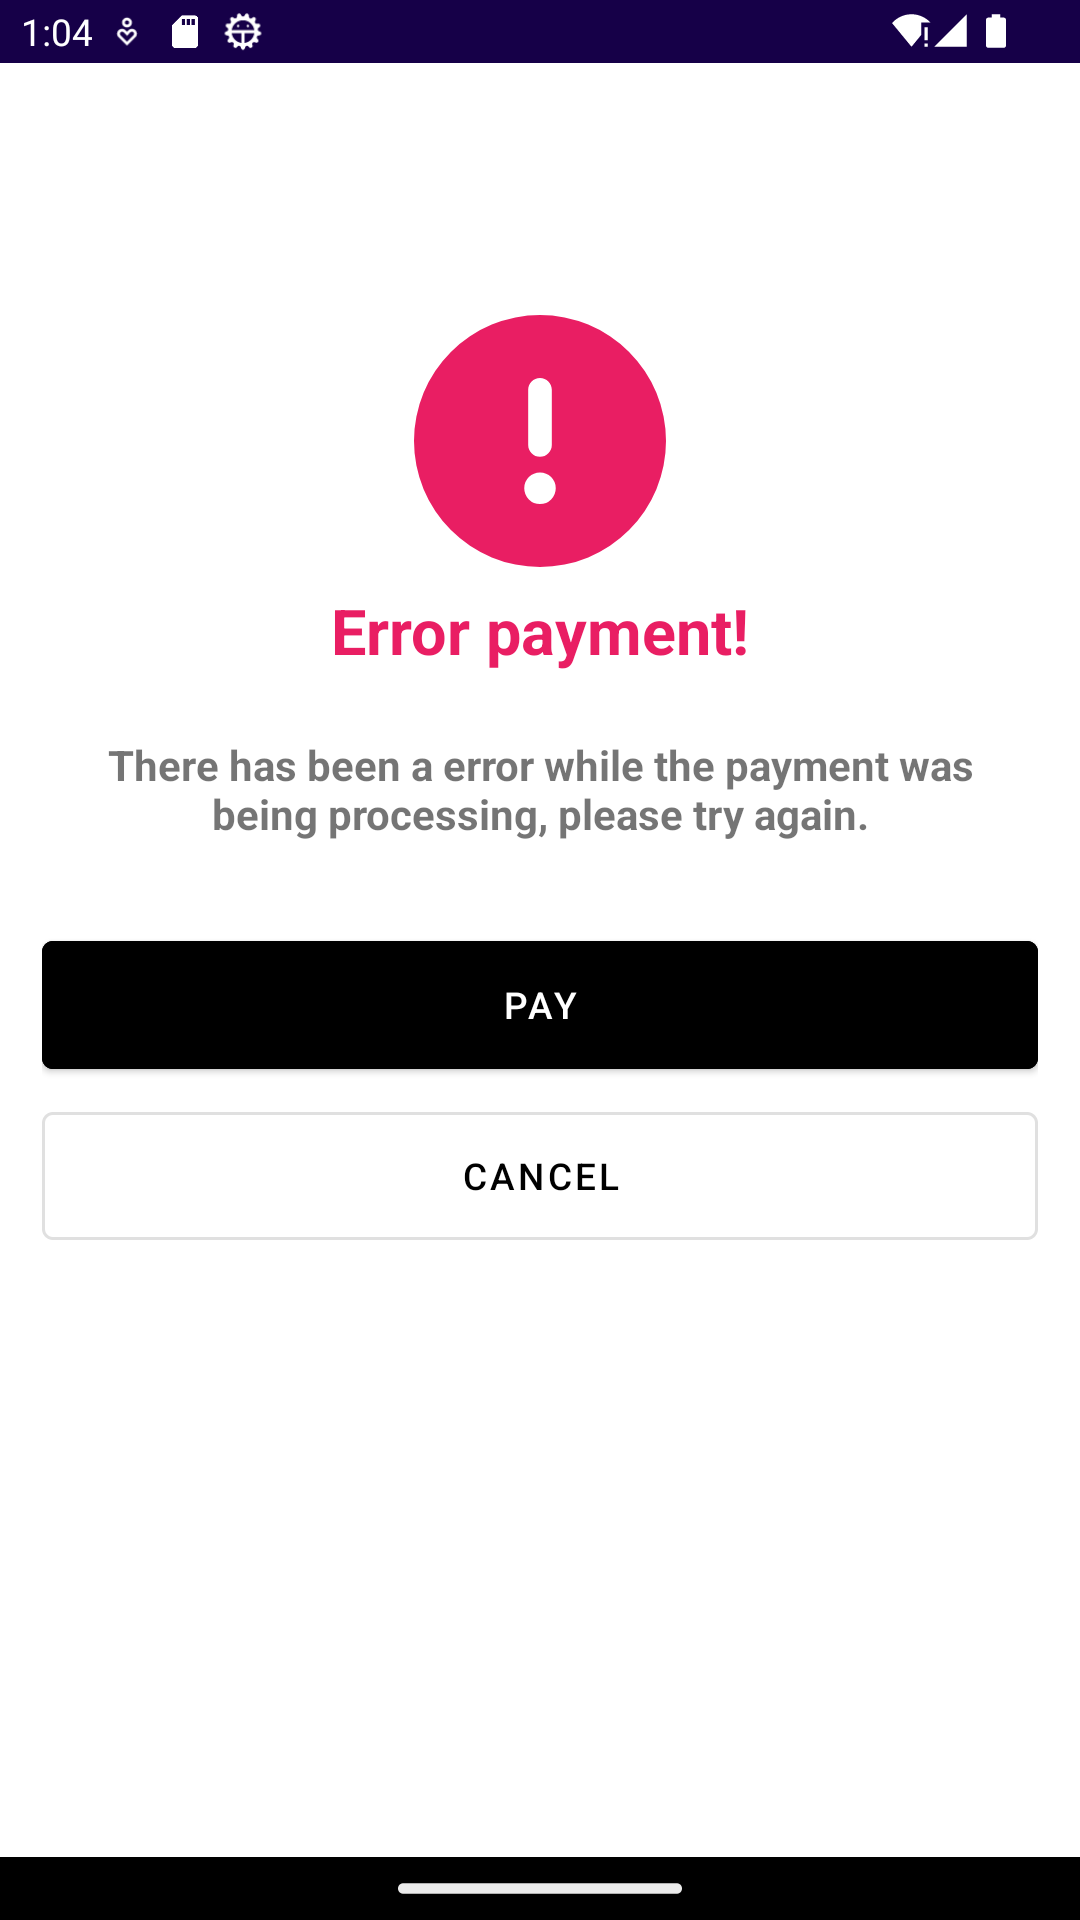 1:04
Error payment!
There has been a error while the payment was
being processing, please try again.
PAY
CANCEL